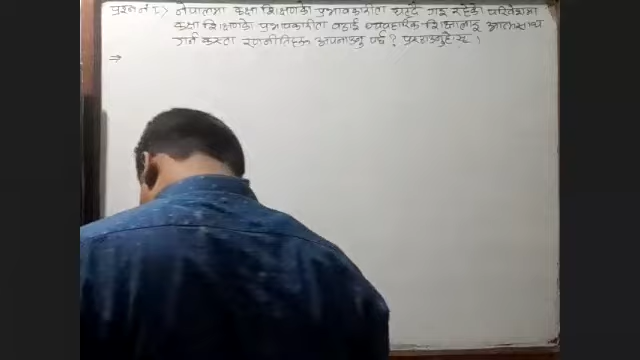 प्रश्न नं १) नेपालमा कक्षा शिक्षणको प्रभावकारीता घट्दै गइ रहेको परिवेशमा
कक्षा शिक्षणको प्रभावकारीता बढाई व्यवहारिक शिक्षालाई आत्मसाथ
गर्न कस्ता रणनीतिहरू अपनाउनु पर्छ ? प्रष्ट्याउनुहोस् ।
⇒